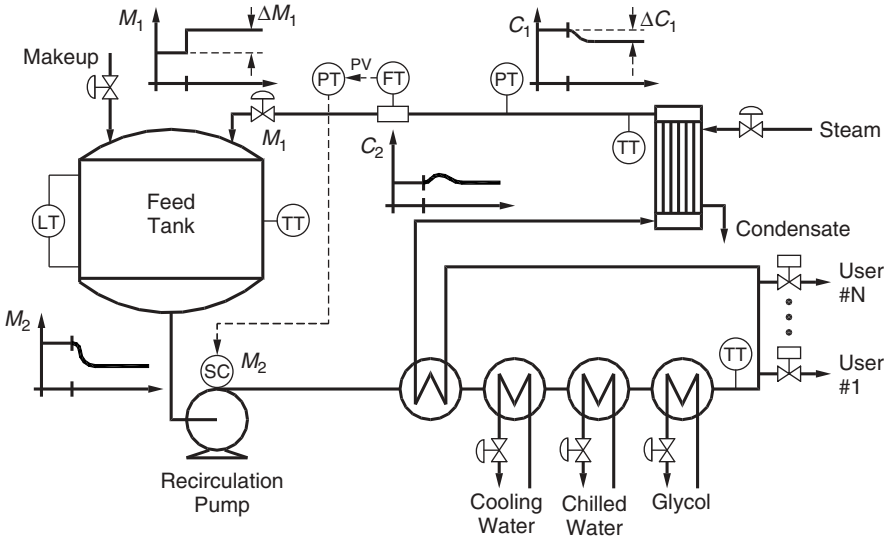 M1
ΔM1
C1
ΔC1
Makeup
PT
PV
FT
PT
M1
C2
TT
Steam
Feed
Tank
LT
TT
Condensate
User
#N
M2
SC
M2
TT
User
#1
Recirculation
Pump
Cooling
Water
Chilled
Water
Glycol